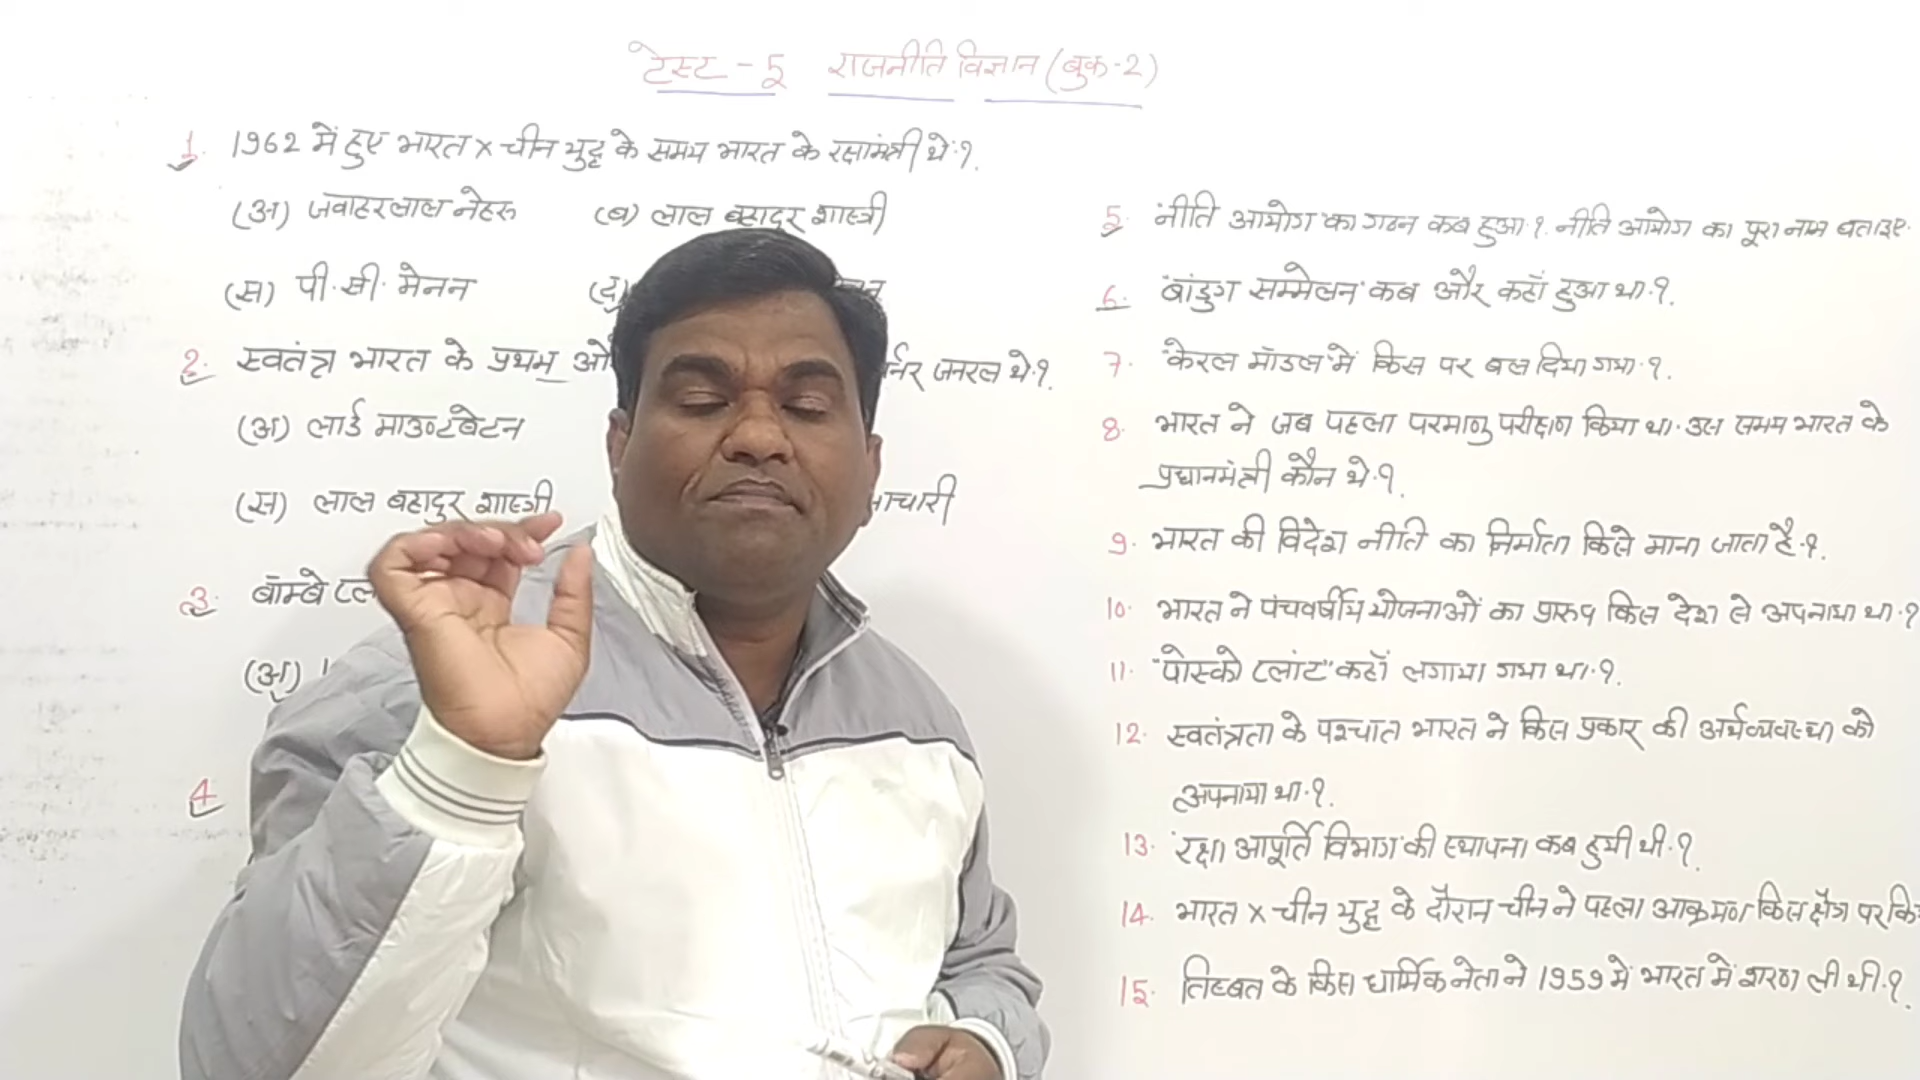 टेस्ट - 5 राजनीति विज्ञान (बुक-2)
1. 1962 में हुए भारत x चीन युद्ध के समय भारत के रक्षामंत्री थे.?.
(अ) जवाहरलाल नेहरू (ब) लाल बहादुर शास्त्री
(स) पी. सी. मेनन (द)
2. स्वतंत्र भारत के प्रथम जनरल थे?.
(अ) लार्ड माउण्टबेटन
(स) लाल बहादुर शास्त्री
3. बॉम्बे
(अ)
4
5. नीति आयोग का गठन कब हुआ.?. नीति आयोग का पूरा नाम बताइए.
6. 'बांडुग सम्मेलन' कब और कहाँ हुआ था.?.
7. 'केरल मॉडल' में किस पर बल दिया गया.?.
8. भारत ने जब पहला परमाणु परीक्षण किया था. उस समय भारत के
प्रधानमंत्री कौन थे.?.
9. भारत की विदेश नीति का निर्माता किसे माना जाता है.?.
10. भारत ने पंचवर्षीय योजनाओं का प्रारूप किस देश से अपनाया था.?
11. "पोस्को प्लांट" कहाँ लगाया गया था.?.
12. स्वतंत्रता के पश्चात भारत ने किस प्रकार की अर्थव्यवस्था को
अपनाया था.?.
13. 'रक्षा आपूर्ति विभाग' की स्थापना कब हुयी थी.?.
14. भारत x चीन युद्ध के दौरान चीन ने पहला आक्रमण किस क्षेत्र पर
15. तिब्बत के किस धार्मिक नेता ने 1959 में भारत में शरण ली थी.?.